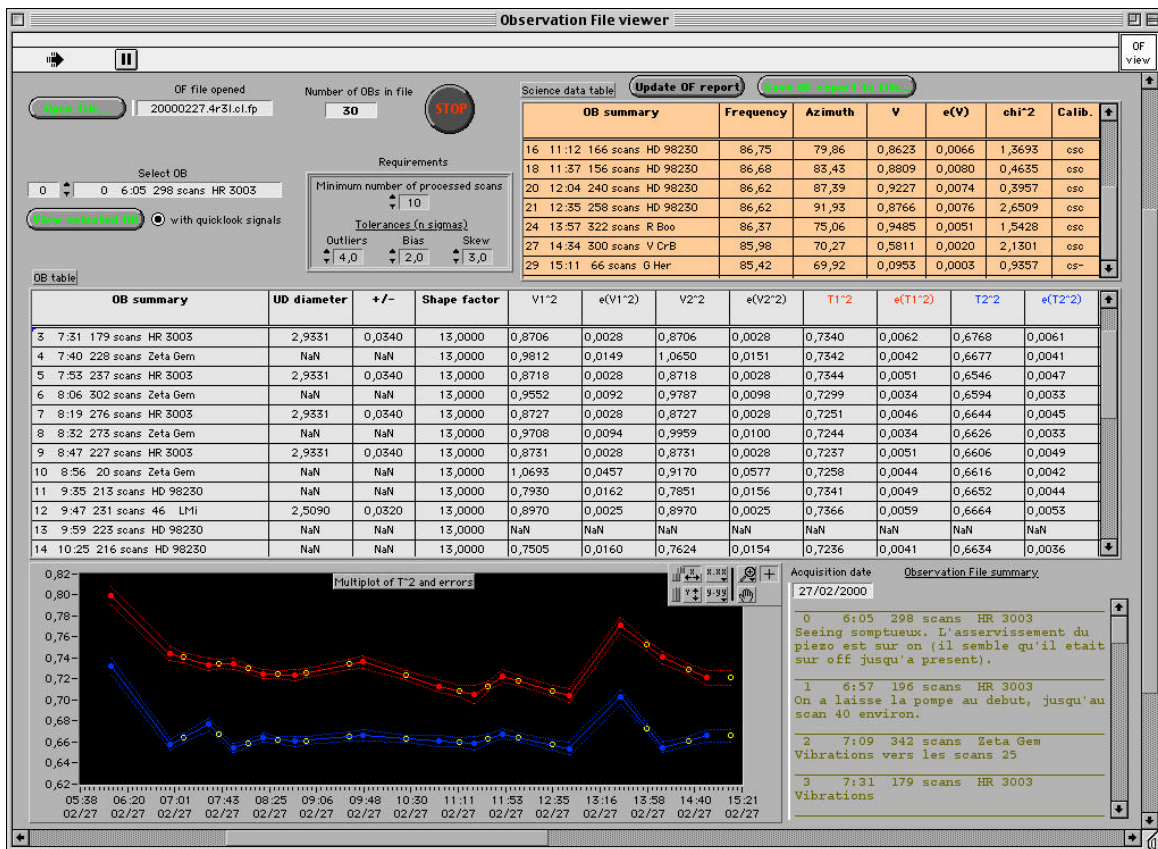 Observation File viewer
OF
view
OF file opened
Open file...
20000227.4r3l.cl.fp
Number of OBs in file
30
STOP
Select OB
0
0 6:05 298 scans HR 3003
View selected OB
with quicklook signals
Requirements
Minimum number of processed scans
10
Tolerances (n sigmas)
Outliers Bias Skew
4,0 2,0 3,0
Science data table
Update OF report
Save OF report to file...
OB summary Frequency Azimuth V e(V) chi^2 Calib.
16 11:12 166 scans HD 98230 86,75 79,86 0,8623 0,0066 1,3693 csc
18 11:37 156 scans HD 98230 86,68 83,43 0,8809 0,0080 0,4635 csc
20 12:04 240 scans HD 98230 86,62 87,39 0,9227 0,0074 0,3957 csc
21 12:35 258 scans HD 98230 86,62 91,93 0,8766 0,0076 2,6509 csc
24 13:57 322 scans R Boo 86,37 75,06 0,9485 0,0051 1,5428 csc
27 14:34 300 scans V CrB 85,98 70,27 0,5811 0,0020 2,1301 csc
29 15:11 66 scans G Her 85,42 69,92 0,0953 0,0003 0,9357 cs-
OB table
OB summary UD diameter +/- Shape factor V1^2 e(V1^2) V2^2 e(V2^2) T1^2 e(T1^2) T2^2 e(T2^2)
3 7:31 179 scans HR 3003 2,9331 0,0340 13,0000 0,8706 0,0028 0,8706 0,0028 0,7340 0,0062 0,6768 0,0061
4 7:40 228 scans Zeta Gem NaN NaN 13,0000 0,9812 0,0149 1,0650 0,0151 0,7342 0,0042 0,6677 0,0041
5 7:53 237 scans HR 3003 2,9331 0,0340 13,0000 0,8718 0,0028 0,8718 0,0028 0,7344 0,0051 0,6546 0,0047
6 8:06 302 scans Zeta Gem NaN NaN 13,0000 0,9552 0,0092 0,9787 0,0098 0,7299 0,0034 0,6594 0,0033
7 8:19 276 scans HR 3003 2,9331 0,0340 13,0000 0,8727 0,0028 0,8727 0,0028 0,7251 0,0046 0,6644 0,0045
8 8:32 273 scans Zeta Gem NaN NaN 13,0000 0,9708 0,0094 0,9959 0,0100 0,7244 0,0034 0,6626 0,0033
9 8:47 227 scans HR 3003 2,9331 0,0340 13,0000 0,8731 0,0028 0,8731 0,0028 0,7237 0,0051 0,6606 0,0049
10 8:56 20 scans Zeta Gem NaN NaN 13,0000 1,0693 0,0457 0,9170 0,0577 0,7258 0,0044 0,6616 0,0042
11 9:35 213 scans HD 98230 NaN NaN 13,0000 0,7930 0,0162 0,7851 0,0156 0,7341 0,0049 0,6652 0,0044
12 9:47 231 scans 46 LMi 2,5090 0,0320 13,0000 0,8970 0,0025 0,8970 0,0025 0,7366 0,0059 0,6664 0,0053
13 9:59 223 scans HD 98230 NaN NaN 13,0000 NaN NaN NaN NaN NaN NaN NaN NaN
14 10:25 216 scans HD 98230 NaN NaN 13,0000 0,7505 0,0160 0,7624 0,0154 0,7236 0,0041 0,6634 0,0036
Multiplot of T^2 and errors
X x.xx
Y y.yy
0,82
0,80
0,78
0,76
0,74
0,72
0,70
0,68
0,66
0,64
0,62
05:38 06:20 07:01 07:43 08:25 09:06 09:48 10:30 11:11 11:53 12:35 13:16 13:58 14:40 15:21
02/27 02/27 02/27 02/27 02/27 02/27 02/27 02/27 02/27 02/27 02/27 02/27 02/27 02/27 02/27
Acquisition date
27/02/2000
Observation File summary
0 6:05 298 scans HR 3003
Seeing somptueux. L'asservissement du
piezo est sur on (il semble qu'il etait
sur off jusqu'a present).
1 6:57 196 scans HR 3003
On a laisse la pompe au debut, jusqu'au
scan 40 environ.
2 7:09 342 scans Zeta Gem
Vibrations vers les scans 25
3 7:31 179 scans HR 3003
Vibrations